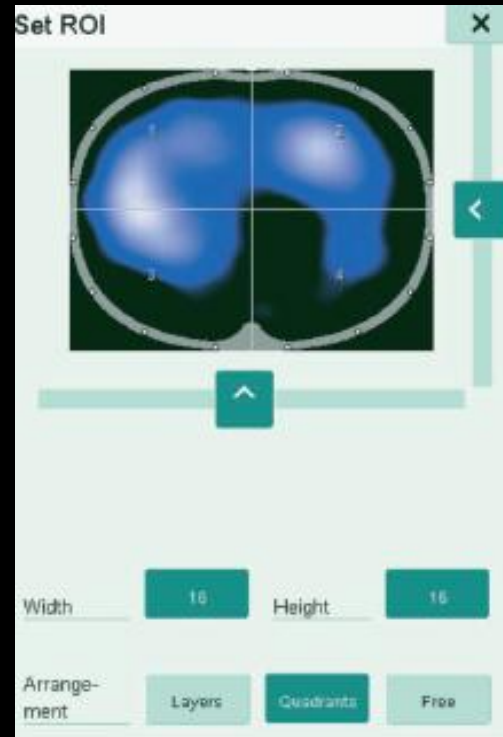 Set ROI
1
2
3
4
Width 16 Height 16
Arrange-
ment
Layers Quadrants Free